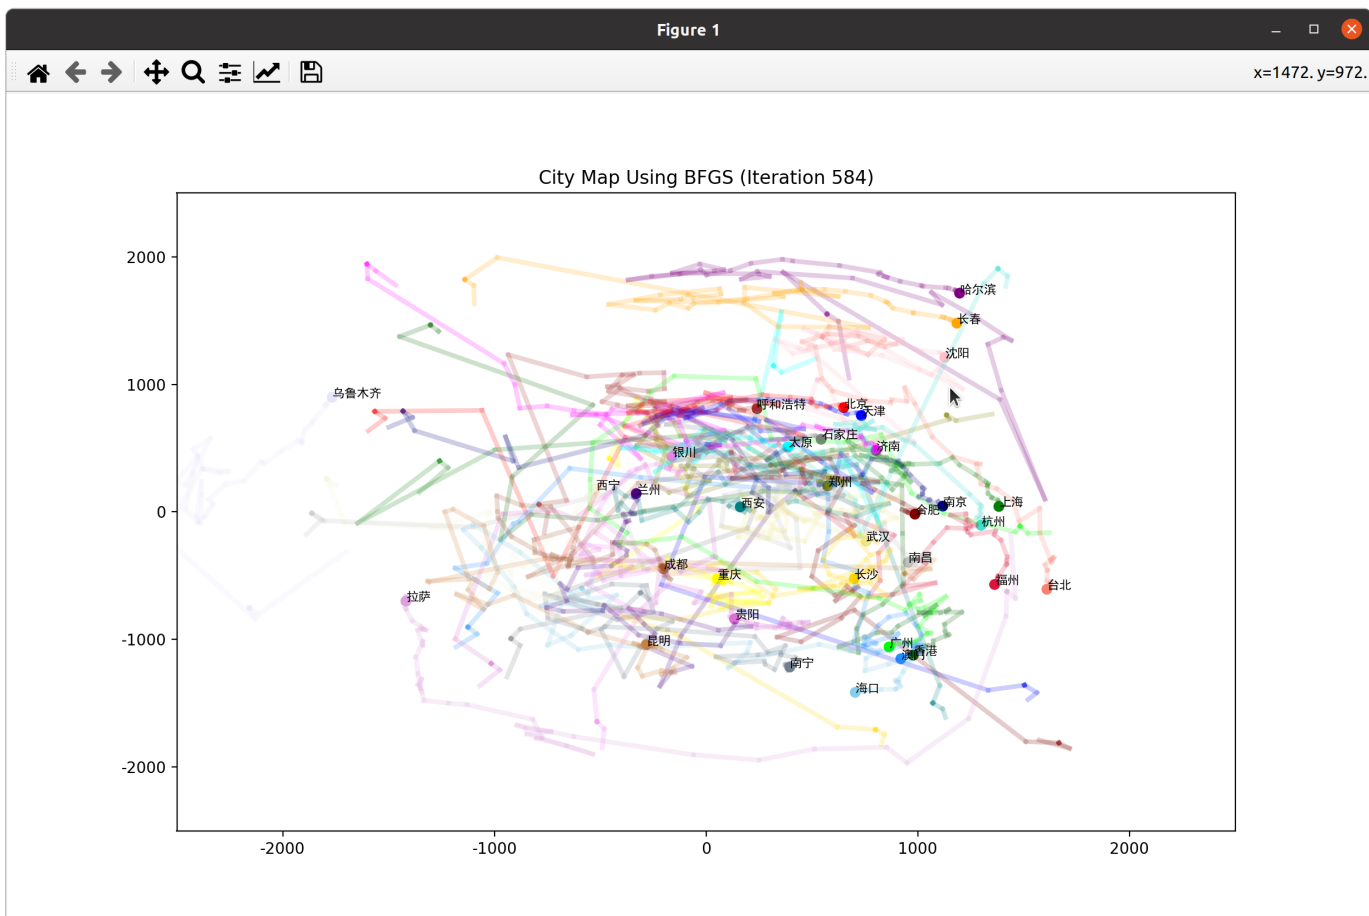 Figure 1
x=1472. y=972.
City Map Using BFGS (Iteration 584)
2000
1000
0
-1000
-2000
-2000
-1000
0
1000
2000
哈尔滨
长春
沈阳
乌鲁木齐
呼和浩特
北京
天津
石家庄
太原
济南
银川
郑州
西宁
兰州
西安
合肥
南京
上海
杭州
武汉
南昌
成都
重庆
长沙
福州
台北
拉萨
贵阳
昆明
广州
香港
澳门
南宁
海口